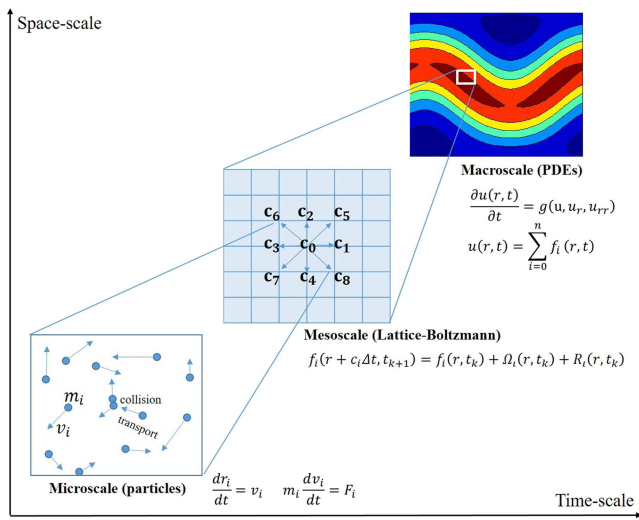 Space-scale
Macroscale (PDEs)
∂u(r,t)/∂t = g(u, u_r, u_rr)
u(r,t) = ∑_{i=0}^{n} f_i (r,t)
c₆ c₂ c₅
c₃ c₀ c₁
c₇ c₄ c₈
Mesoscale (Lattice-Boltzmann)
f_i(r + c_iΔt, t_{k+1}) = f_i(r, t_k) + Ω_i(r, t_k) + R_i(r, t_k)
m_i
v_i
collision
transport
Microscale (particles)
dr_i/dt = v_i m_i dv_i/dt = F_i
Time-scale